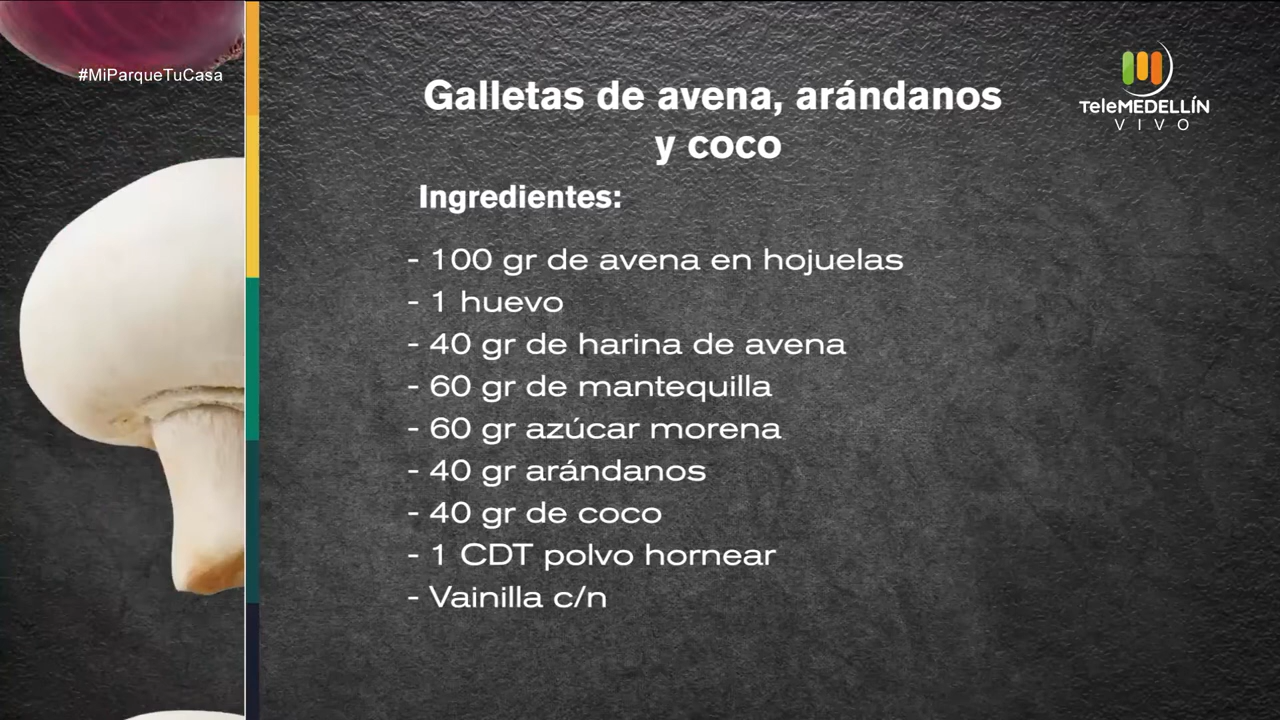 #MiParqueTuCasa
TeleMEDELLÍN
VIVO
Galletas de avena, arándanos
y coco
Ingredientes:
- 100 gr de avena en hojuelas
- 1 huevo
- 40 gr de harina de avena
- 60 gr de mantequilla
- 60 gr azúcar morena
- 40 gr arándanos
- 40 gr de coco
- 1 CDT polvo hornear
- Vainilla c/n